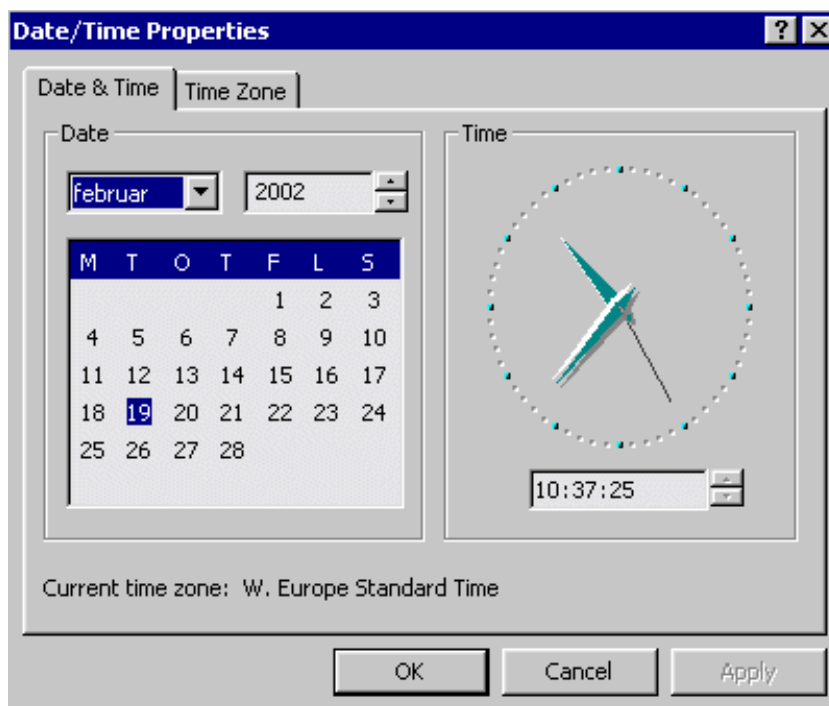 Date/Time Properties
Date & Time Time Zone
Date
februar 2002
M T O T F L S
1 2 3
4 5 6 7 8 9 10
11 12 13 14 15 16 17
18 19 20 21 22 23 24
25 26 27 28
Time
10:37:25
Current time zone: W. Europe Standard Time
OK Cancel Apply